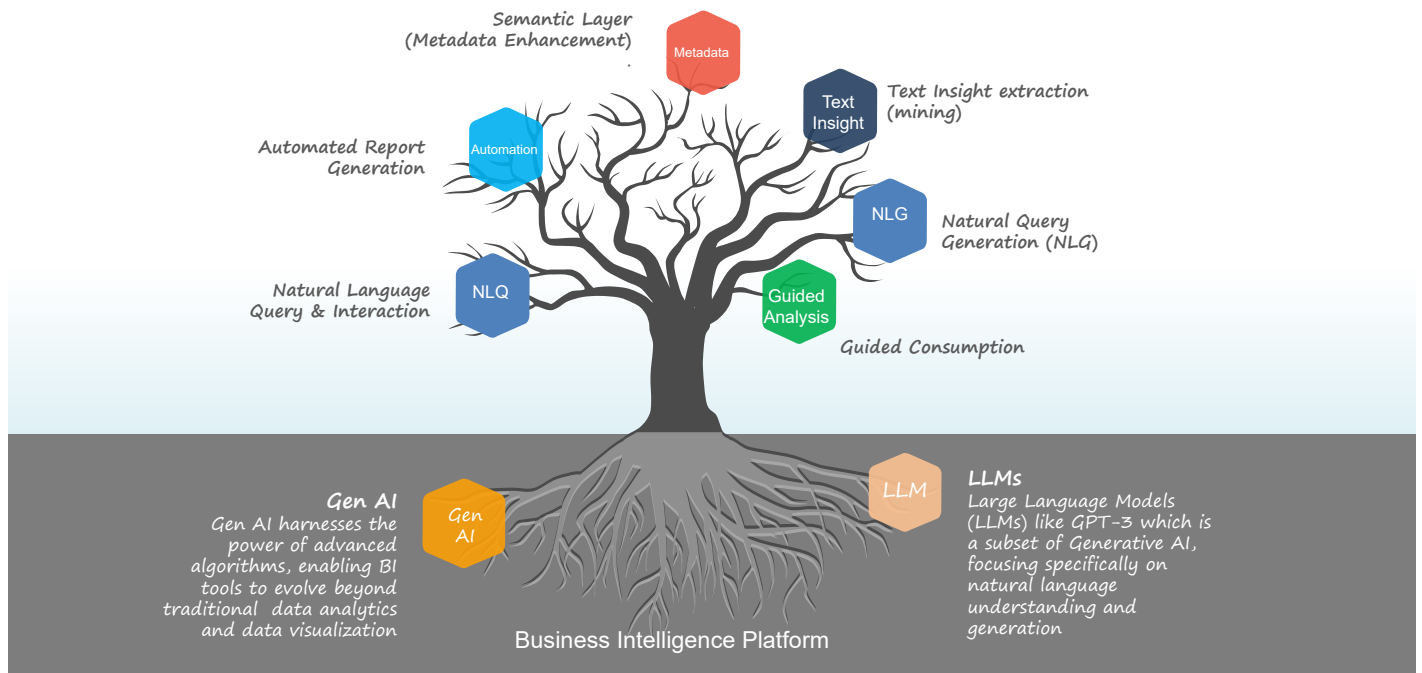 Semantic Layer
(Metadata Enhancement)
.
Metadata
Text
Insight
Text Insight extraction
(mining)
Automated Report
Generation
Automation
NLG
Natural Query
Generation (NLG)
Natural Language
Query & Interaction
NLQ
Guided
Analysis
Guided Consumption
Gen AI
Gen AI harnesses the
power of advanced
algorithms, enabling BI
tools to evolve beyond
traditional data analytics
and data visualization
Gen
AI
LLM
LLMs
Large Language Models
(LLMs) like GPT-3 which is
a subset of Generative AI,
focusing specifically on
natural language
understanding and
generation
Business Intelligence Platform